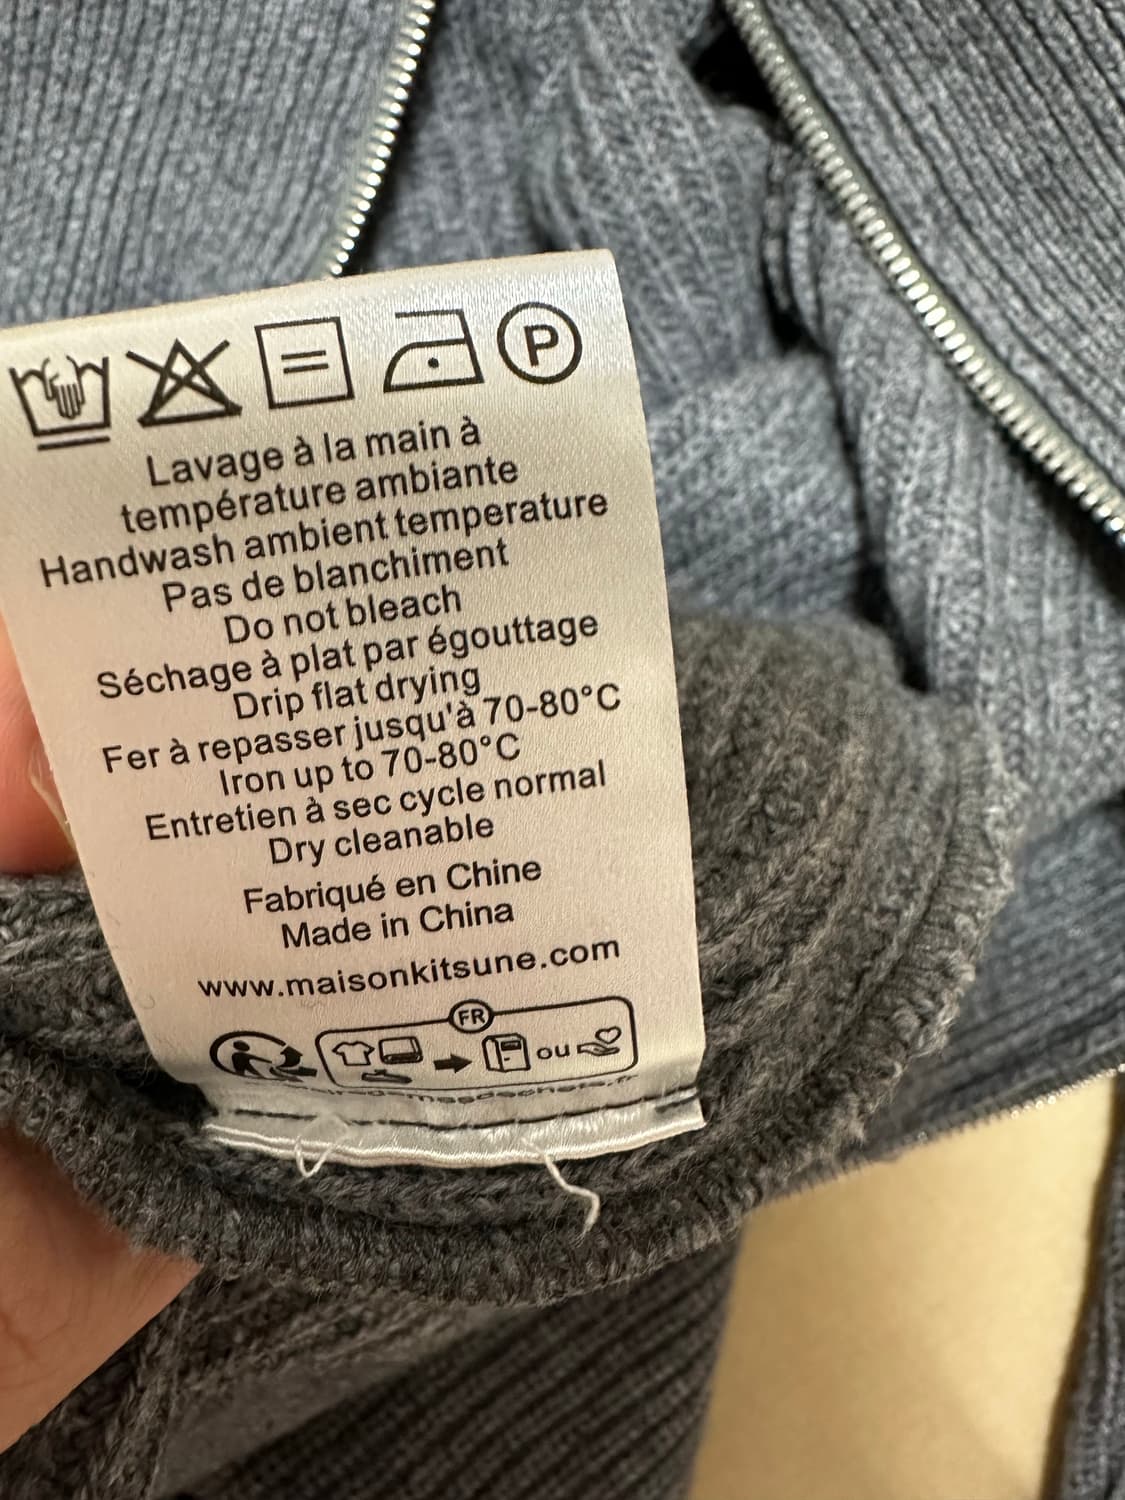 P
Lavage à la main à
température ambiante
Handwash ambient temperature
Pas de blanchiment
Do not bleach
Séchage à plat par égouttage
Drip flat drying
Fer à repasser jusqu'à 70-80°C
Iron up to 70-80°C
Entretien à sec cycle normal
Dry cleanable
Fabriqué en Chine
Made in China
www.maisonkitsune.com
FR
ou